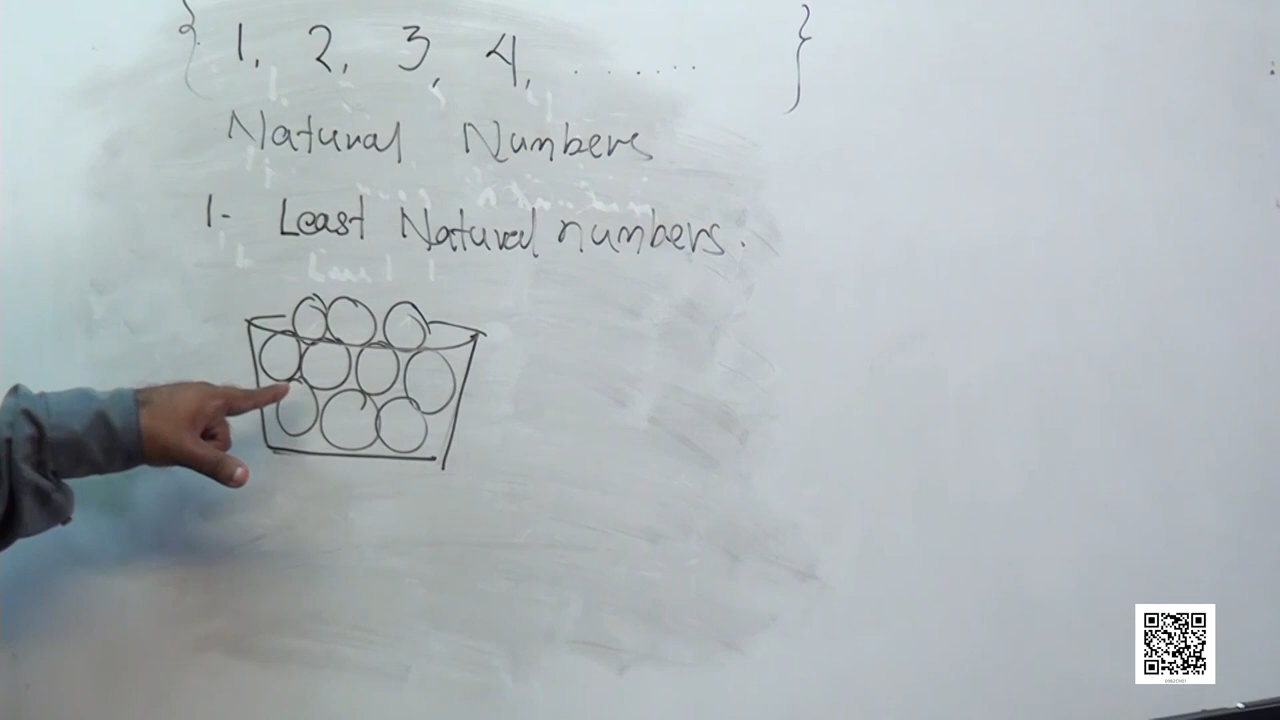 { 1, 2, 3, 4, ....... }
Natural Numbers
1- Least Natural numbers.